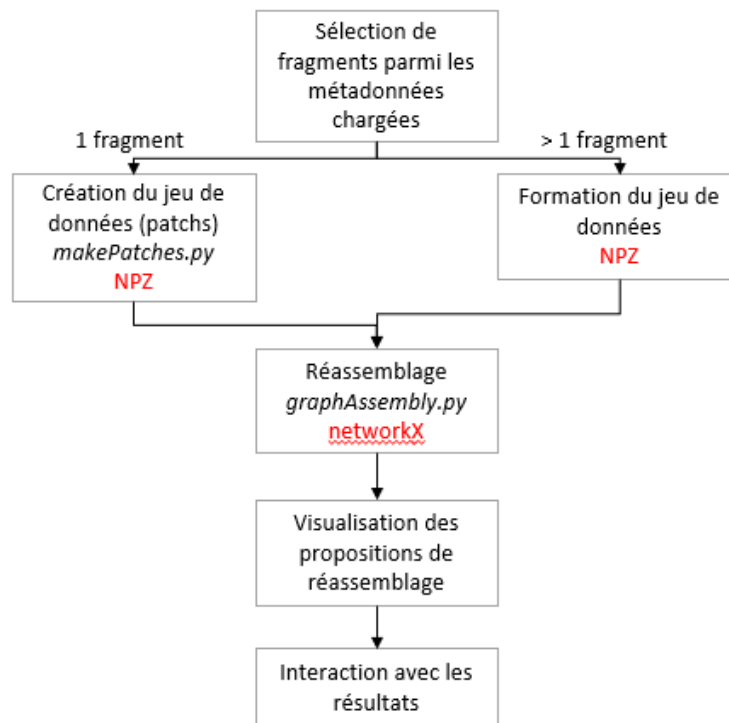 Sélection de
fragments parmi les
métadonnées
chargées
1 fragment
> 1 fragment
Création du jeu de
données (patchs)
makePatches.py
NPZ
Formation du jeu de
données
NPZ
Réassemblage
graphAssembly.py
networkX
Visualisation des
propositions de
réassemblage
Interaction avec les
résultats